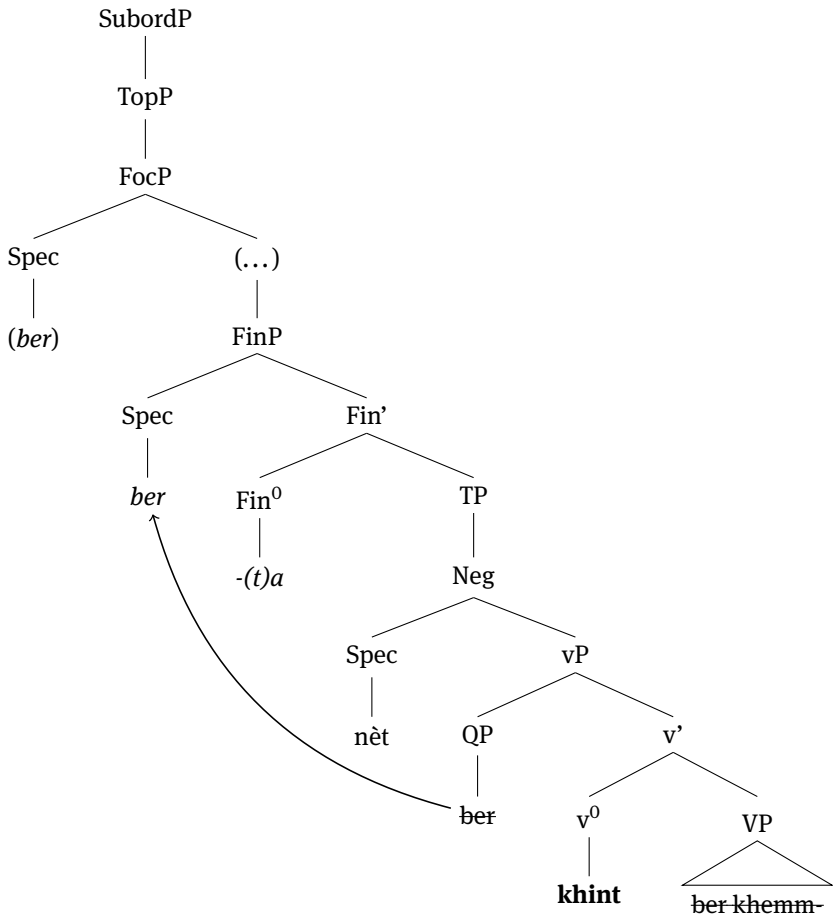 SubordP
TopP
FocP
Spec (…)
(ber) FinP
Spec Fin’
ber Fin⁰ TP
-(t)a Neg
Spec vP
nèt QP v’
ber v⁰ VP
khint ber khemm-